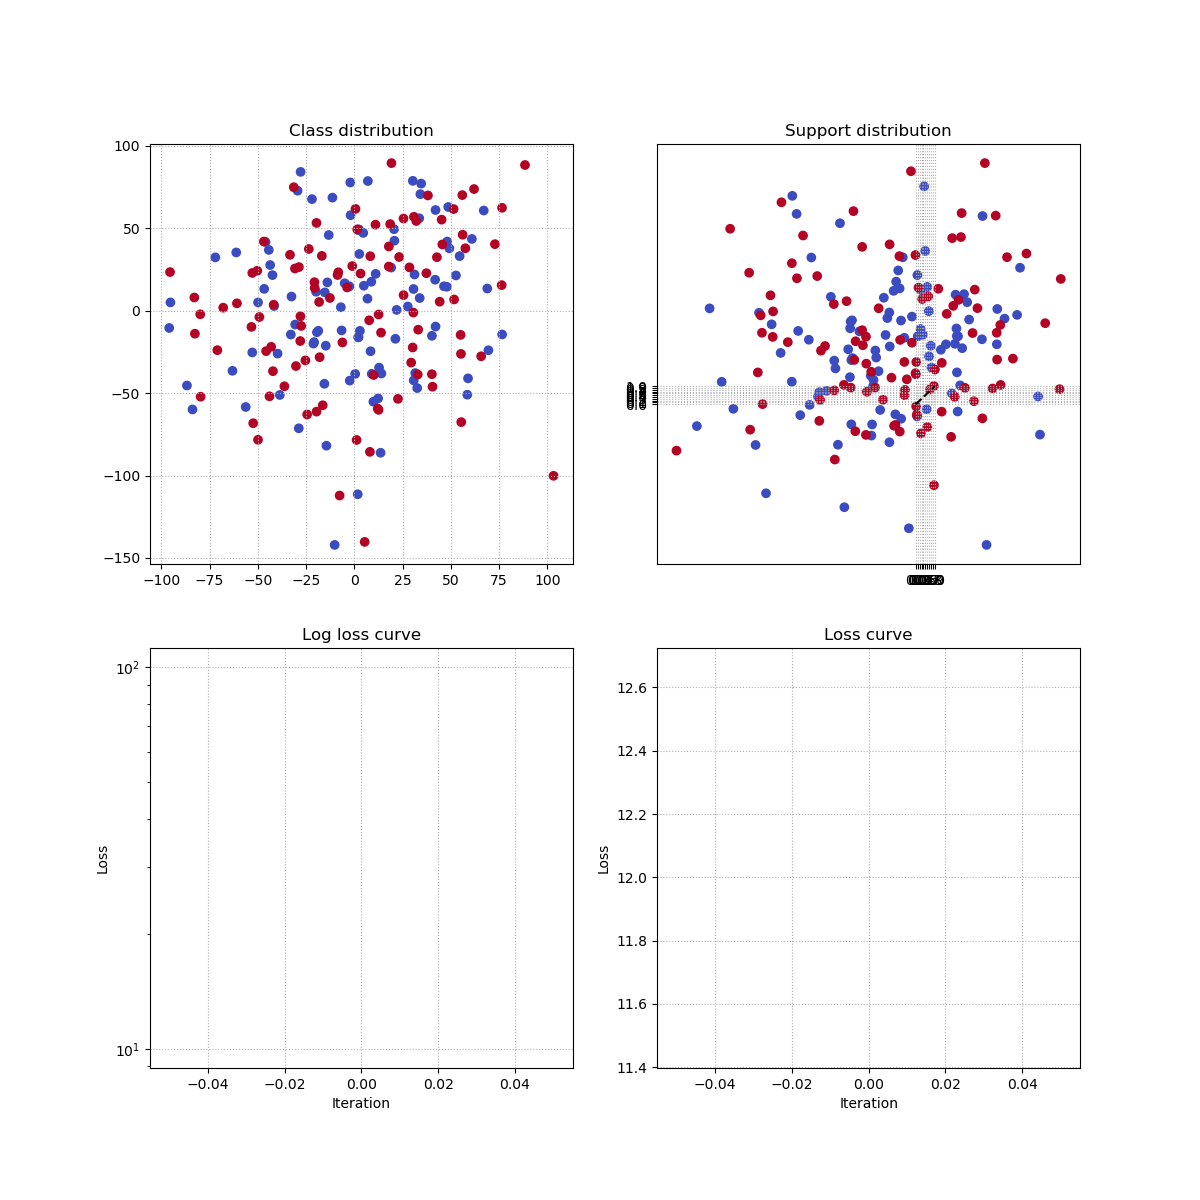 Class distribution
100
50
0
−50
−100
−150
−100 −75 −50 −25 0 25 50 75 100
Support distribution
Log loss curve
Loss
10²
10¹
−0.04 −0.02 0.00 0.02 0.04
Iteration
Loss curve
Loss
12.6
12.4
12.2
12.0
11.8
11.6
11.4
−0.04 −0.02 0.00 0.02 0.04
Iteration